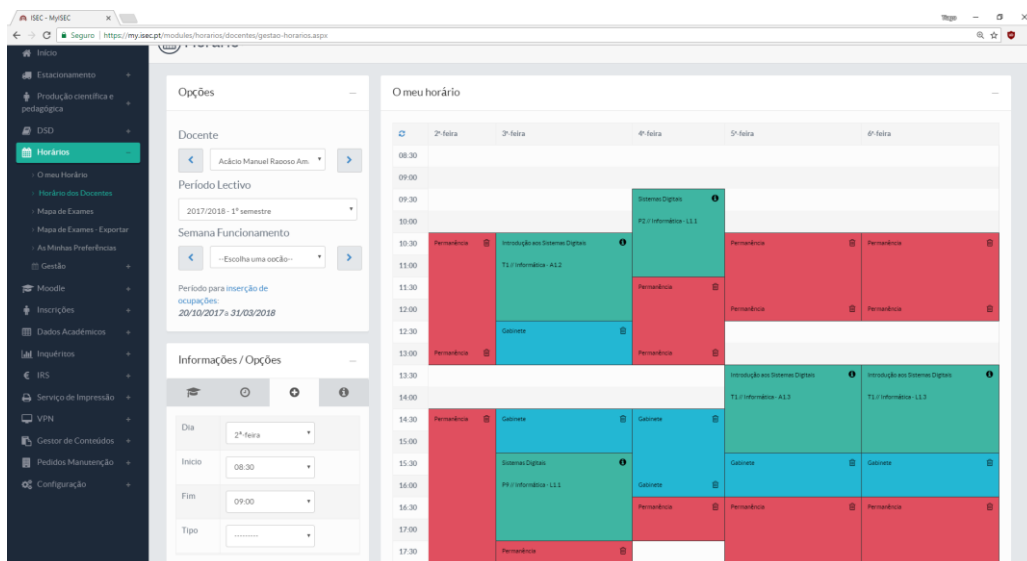 ISEC - MyISEC
Tiago
Seguro | https://my.isec.pt/modules/horarios/docentes/gestao-horarios.aspx
Início
Estacionamento
Produção científica e
pedagógica
DSD
Horários
O meu Horário
Horário dos Docentes
Mapa de Exames
Mapa de Exames - Exportar
As Minhas Preferências
Gestão
Moodle
Inscrições
Dados Académicos
Inquéritos
IRS
Serviço de Impressão
VPN
Gestor de Conteúdos
Pedidos Manutenção
Configuração
Horário
Opções
Docente
Acácio Manuel Raposo Am
Período Lectivo
2017/2018 - 1º semestre
Semana Funcionamento
--Escolha uma opcão--
Período para inserção de
ocupações:
20/10/2017 a 31/03/2018
Informações / Opções
Dia 2ª-feira
Inicio 08:30
Fim 09:00
Tipo ---------
O meu horário
2ª-feira 3ª-feira 4ª-feira 5ª-feira 6ª-feira
08:30
09:00
09:30 Sistemas Digitais
10:00 P2 // Informática - L1.1
10:30 Permanência Introdução aos Sistemas Digitais Permanência Permanência
11:00 T1 // Informática - A1.2
11:30 Permanência
12:00 Permanência Permanência
12:30 Gabinete
13:00 Permanência Permanência
13:30 Introdução aos Sistemas Digitais Introdução aos Sistemas Digitais
14:00 T1 // Informática - A1.3 T1 // Informática - L1.3
14:30 Permanência Gabinete Gabinete
15:00
15:30 Sistemas Digitais Gabinete Gabinete
16:00 P9 // Informática - L1.1 Gabinete
16:30 Permanência Permanência Permanência
17:00
17:30 Permanência